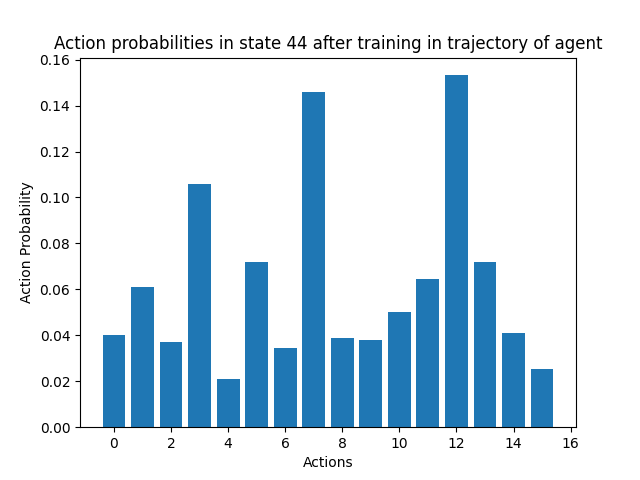 Action probabilities in state 44 after training in trajectory of agent
0.16
0.14
0.12
0.10
0.08
0.06
0.04
0.02
0.00
Action Probability
0 2 4 6 8 10 12 14 16
Actions